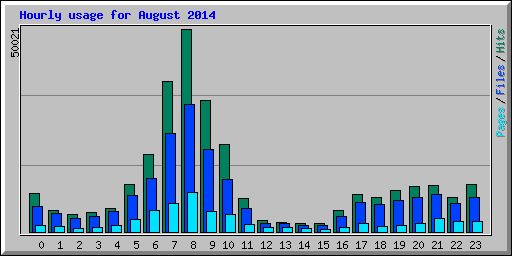 Hourly usage for August 2014
50021
Pages / Files / Hits
0 1 2 3 4 5 6 7 8 9 10 11 12 13 14 15 16 17 18 19 20 21 22 23